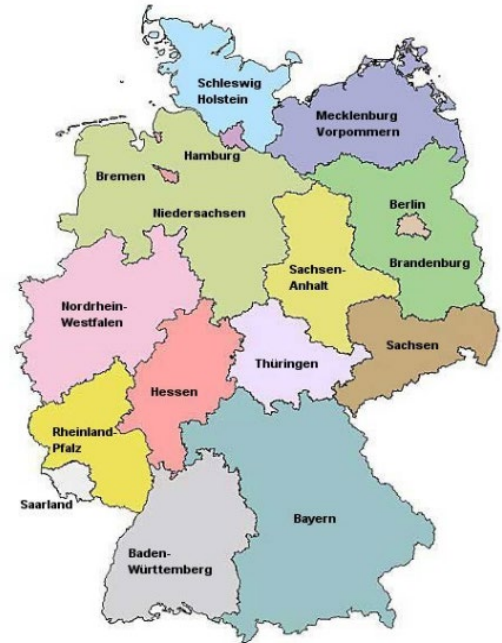 Schleswig
Holstein
Mecklenburg
Vorpommern
Hamburg
Bremen
Niedersachsen
Berlin
Brandenburg
Sachsen-
Anhalt
Nordrhein-
Westfalen
Sachsen
Thüringen
Hessen
Rheinland-
Pfalz
Saarland
Bayern
Baden-
Württemberg